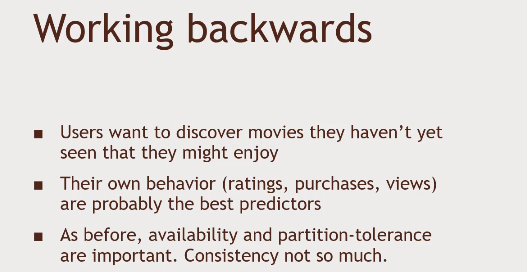 Working backwards
■ Users want to discover movies they haven't yet
seen that they might enjoy
■ Their own behavior (ratings, purchases, views)
are probably the best predictors
■ As before, availability and partition-tolerance
are important. Consistency not so much.